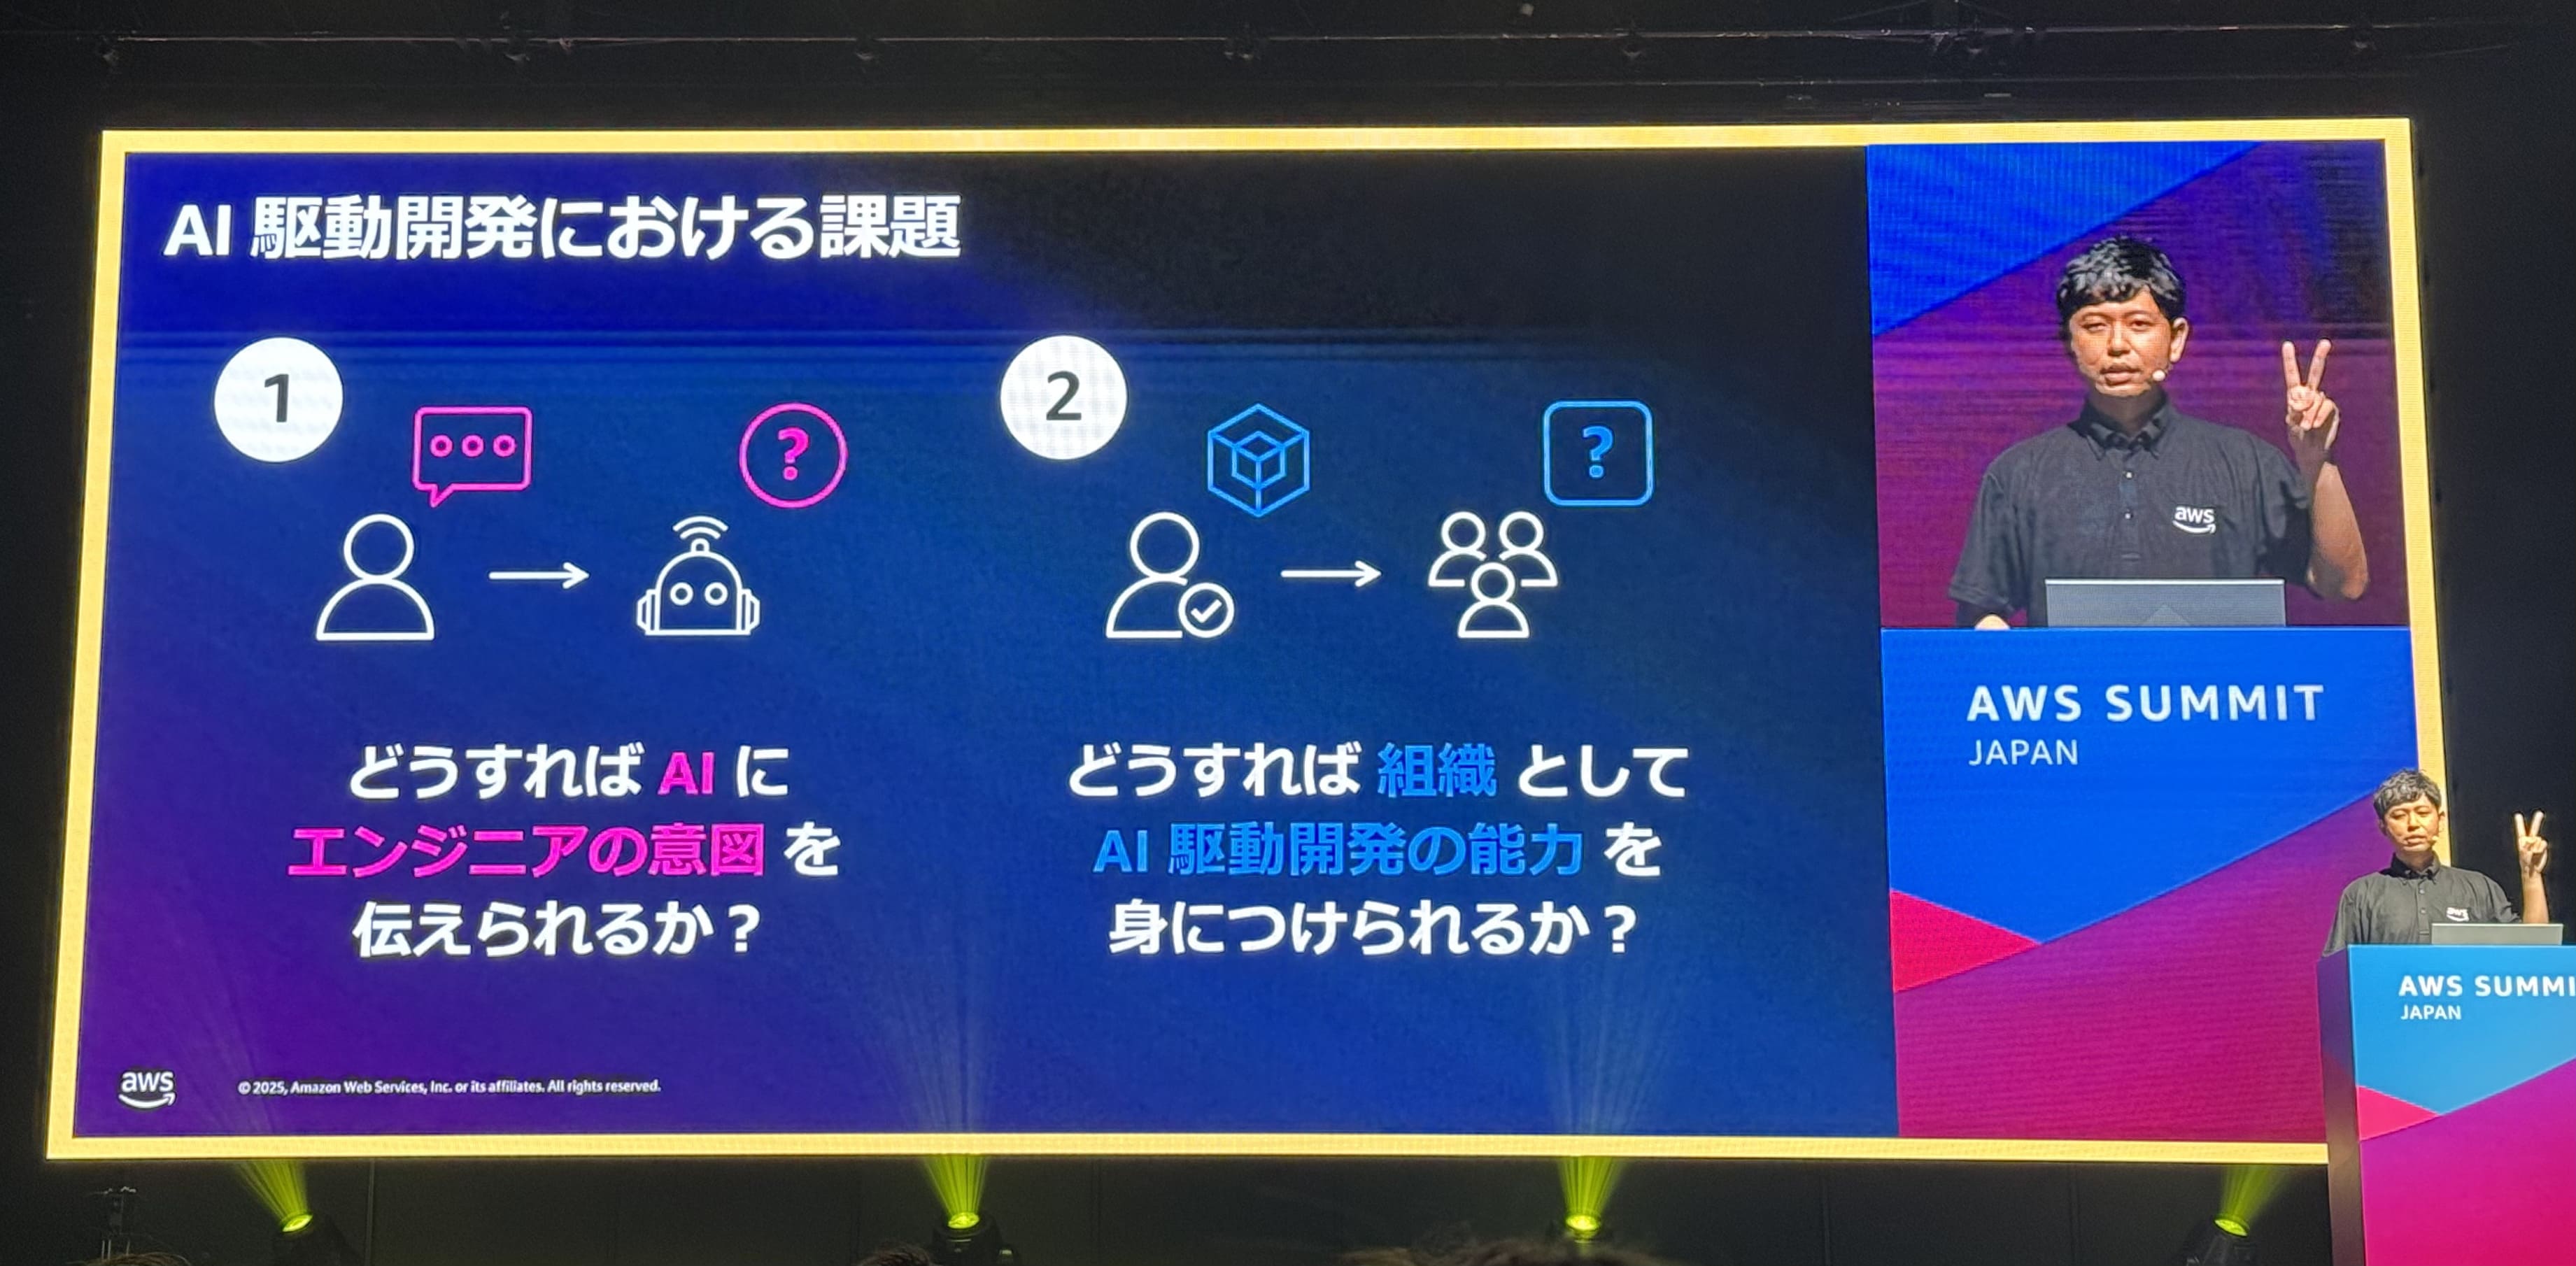 AI 駆動開発における課題
1
?
どうすれば AI に
エンジニアの意図 を
伝えられるか？
2
?
どうすれば 組織 として
AI 駆動開発の能力 を
身につけられるか？
aws
© 2025, Amazon Web Services, Inc. or its affiliates. All rights reserved.
aws
AWS SUMMIT
JAPAN
aws
AWS SUMMI
JAPAN